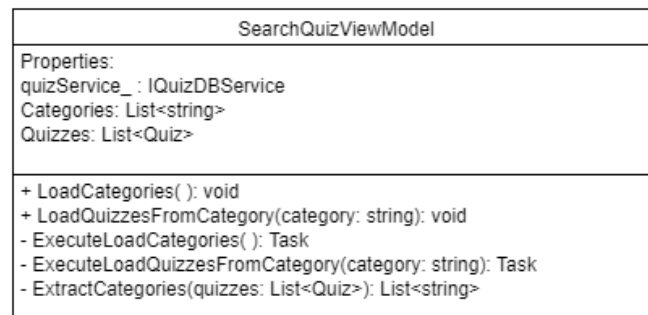 SearchQuizViewModel
Properties:
quizService_ : IQuizDBService
Categories: List<string>
Quizzes: List<Quiz>
+ LoadCategories( ): void
+ LoadQuizzesFromCategory(category: string): void
- ExecuteLoadCategories( ): Task
- ExecuteLoadQuizzesFromCategory(category: string): Task
- ExtractCategories(quizzes: List<Quiz>): List<string>